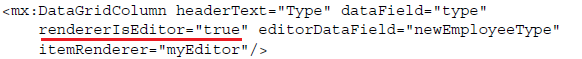 <mx:DataGridColumn headerText="Type" dataField="type"
rendererIsEditor="true" editorDataField="newEmployeeType"
itemRenderer="myEditor"/>